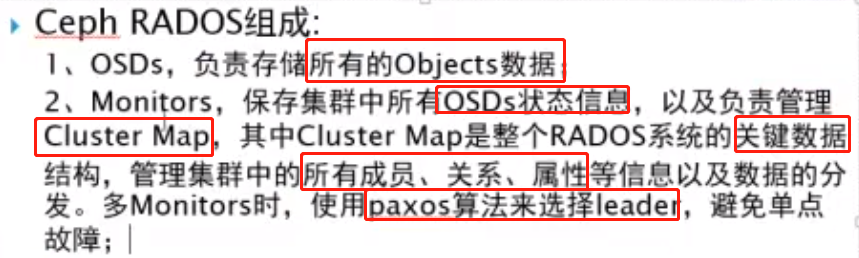 Ceph RADOS组成:
1、OSDs，负责存储所有的Objects数据；
2、Monitors，保存集群中所有OSDs状态信息，以及负责管理
Cluster Map，其中Cluster Map是整个RADOS系统的关键数据
结构，管理集群中的所有成员、关系、属性等信息以及数据的分
发。多Monitors时，使用paxos算法来选择leader，避免单点
故障；